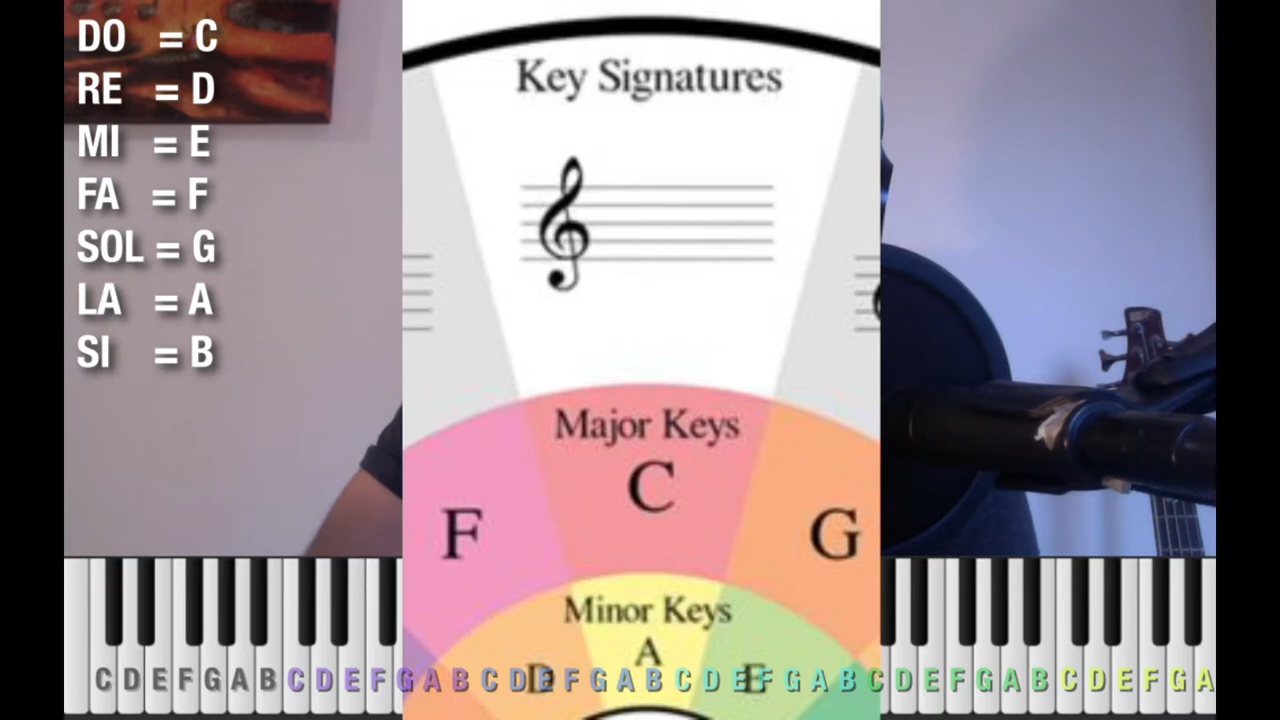 DO = C
RE = D
MI = E
FA = F
SOL = G
LA = A
SI = B
Key Signatures
Major Keys
C
F
G
Minor Keys
A
D
E
C D E F G A B C D E F G A B C D E F G A B C D E F G A B C D E F G A B C D E F G A